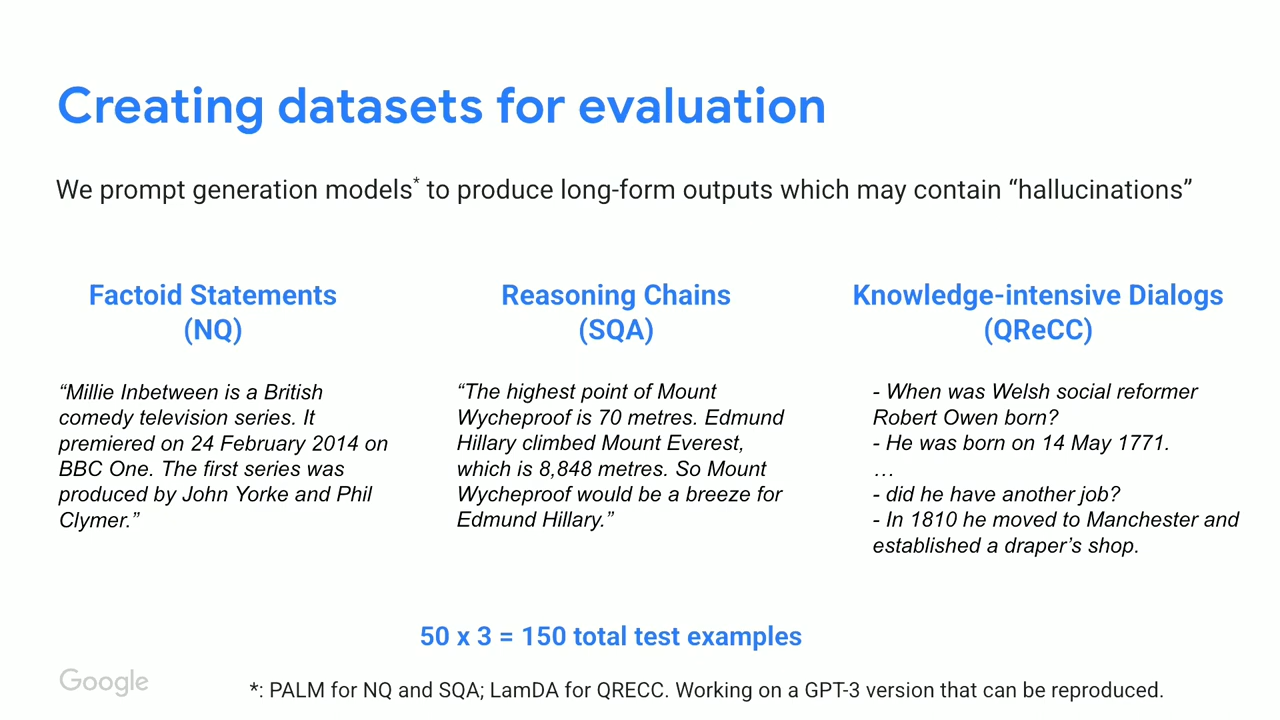 Creating datasets for evaluation
We prompt generation models* to produce long-form outputs which may contain “hallucinations”
Factoid Statements
(NQ)
“Millie Inbetween is a British
comedy television series. It
premiered on 24 February 2014 on
BBC One. The first series was
produced by John Yorke and Phil
Clymer.”
Reasoning Chains
(SQA)
“The highest point of Mount
Wycheproof is 70 metres. Edmund
Hillary climbed Mount Everest,
which is 8,848 metres. So Mount
Wycheproof would be a breeze for
Edmund Hillary.”
Knowledge-intensive Dialogs
(QReCC)
- When was Welsh social reformer
Robert Owen born?
- He was born on 14 May 1771.
…
- did he have another job?
- In 1810 he moved to Manchester and
established a draper’s shop.
50 x 3 = 150 total test examples
Google
*: PALM for NQ and SQA; LamDA for QRECC. Working on a GPT-3 version that can be reproduced.